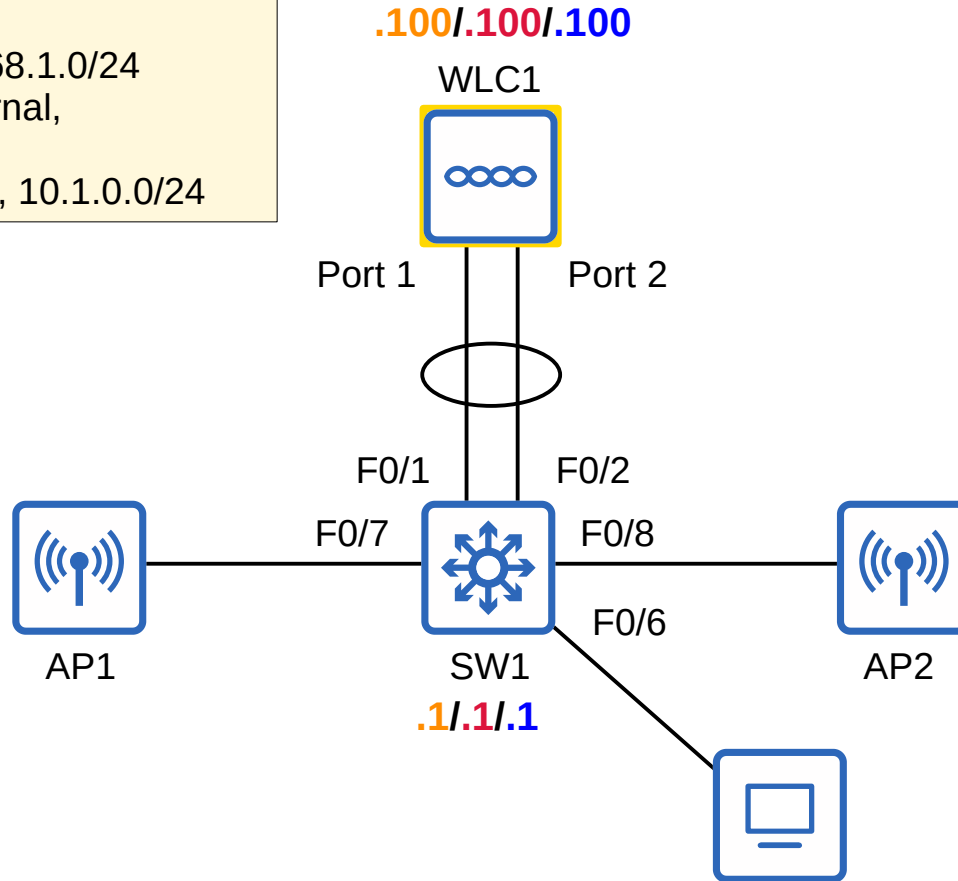 .100/.100/.100
68.1.0/24
WLC1
rnal,
, 10.1.0.0/24
Port 1
Port 2
F0/1
F0/2
F0/7
F0/8
F0/6
AP1
SW1
AP2
.1/.1/.1